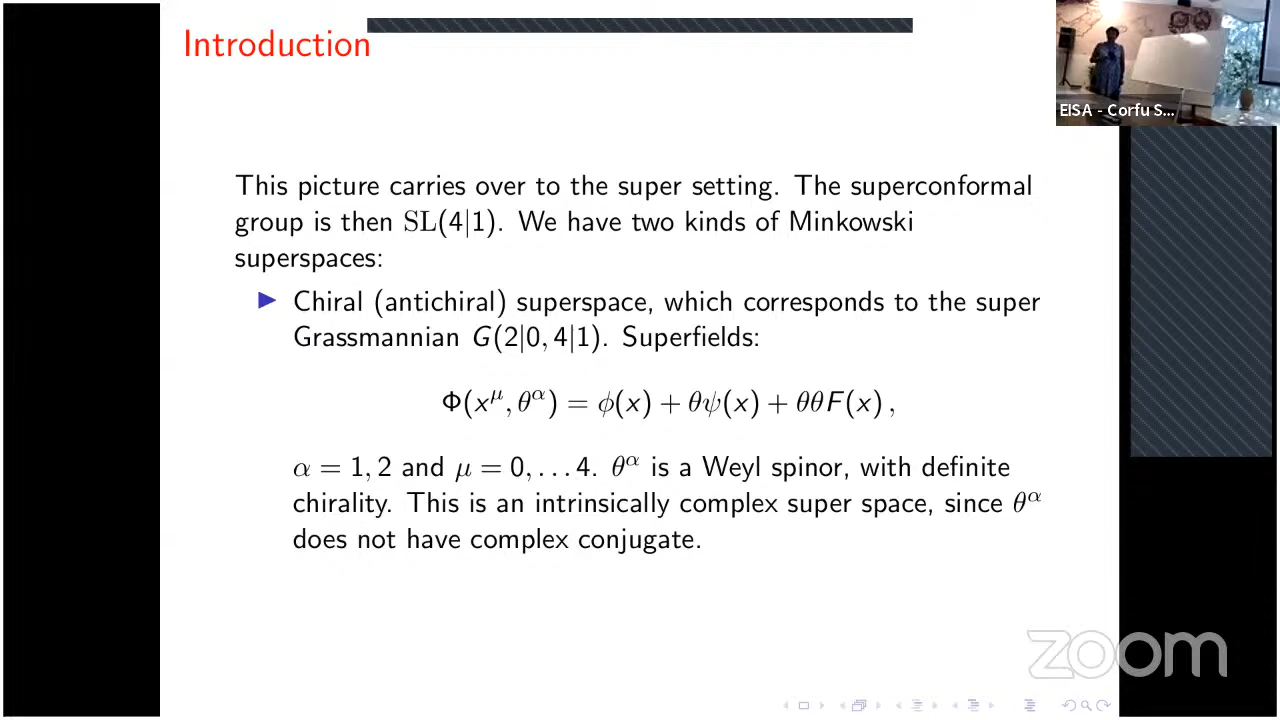 Introduction
EISA - Corfu S...
This picture carries over to the super setting. The superconformal
group is then SL(4|1). We have two kinds of Minkowski
superspaces:
▶ Chiral (antichiral) superspace, which corresponds to the super
Grassmannian G(2|0, 4|1). Superfields:
Φ(x^μ, θ^α) = ϕ(x) + θψ(x) + θθF(x) ,
α = 1, 2 and μ = 0, . . . 4. θ^α is a Weyl spinor, with definite
chirality. This is an intrinsically complex super space, since θ^α
does not have complex conjugate.
zoom